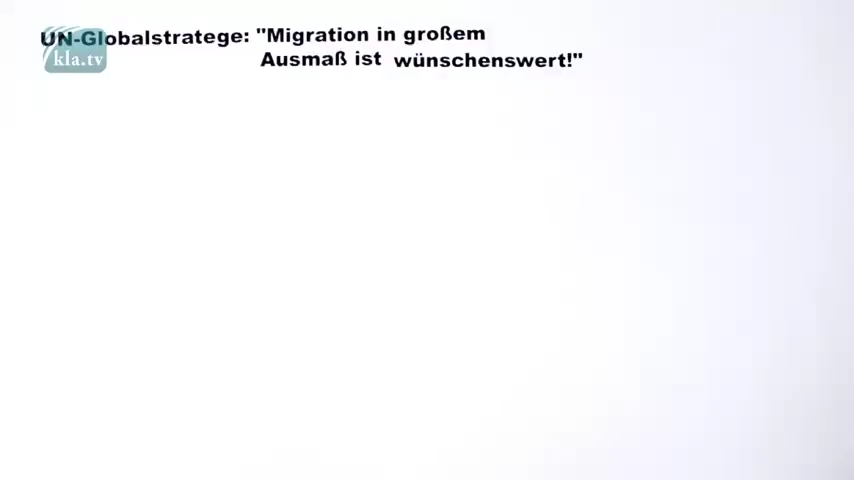 UN-Globalstratege: "Migration in großem
Ausmaß ist wünschenswert!"
kla.tv